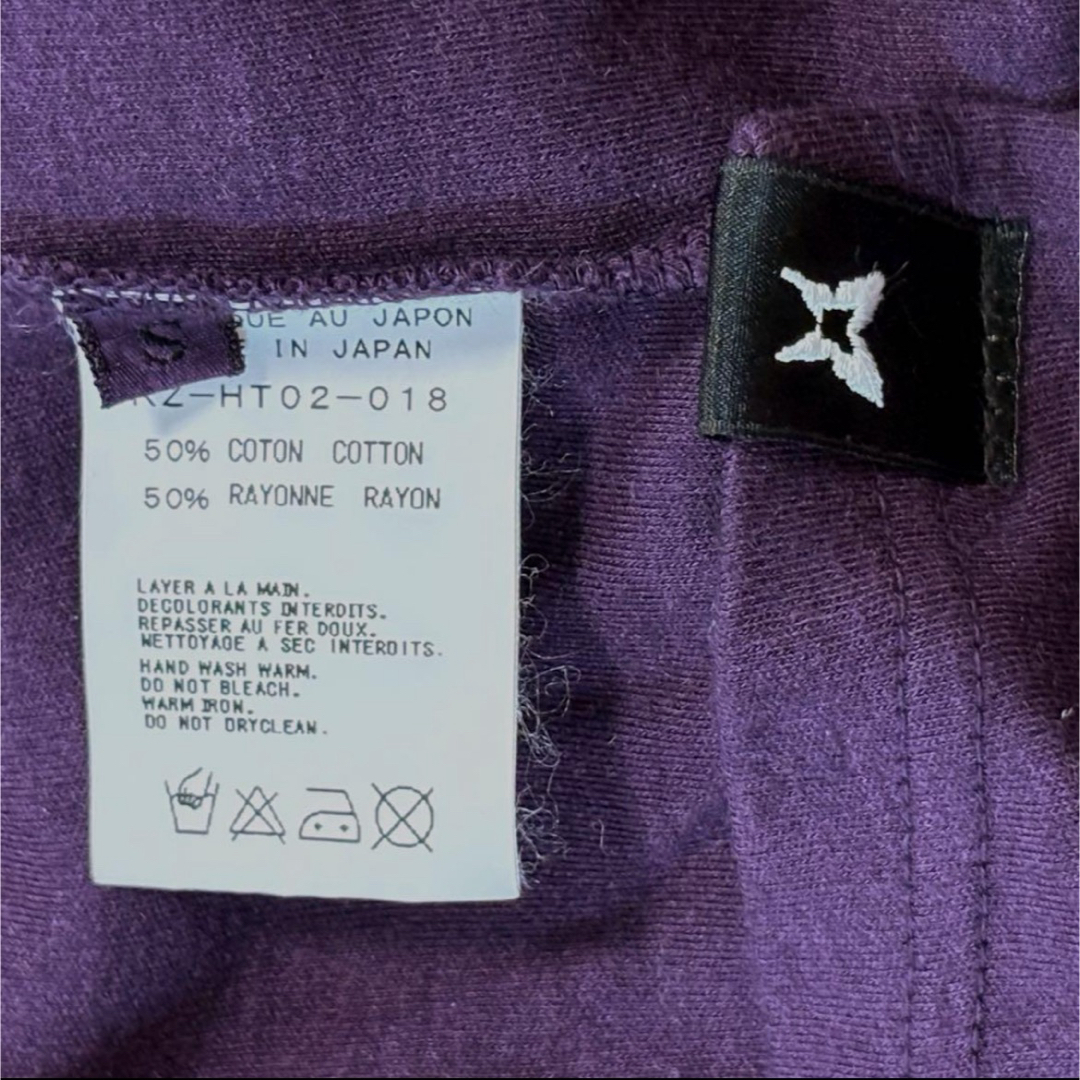 AU JAPON
IN JAPAN
KZ-HT02-018
50% COTON COTTON
50% RAYONNE RAYON
LAYER A LA MAIN.
DECOLORANTS INTERDITS.
REPASSER AU FER DOUX.
NETTOYAGE A SEC INTERDITS.
HAND WASH WARM.
DO NOT BLEACH.
WARM IRON.
DO NOT DRYCLEAN.